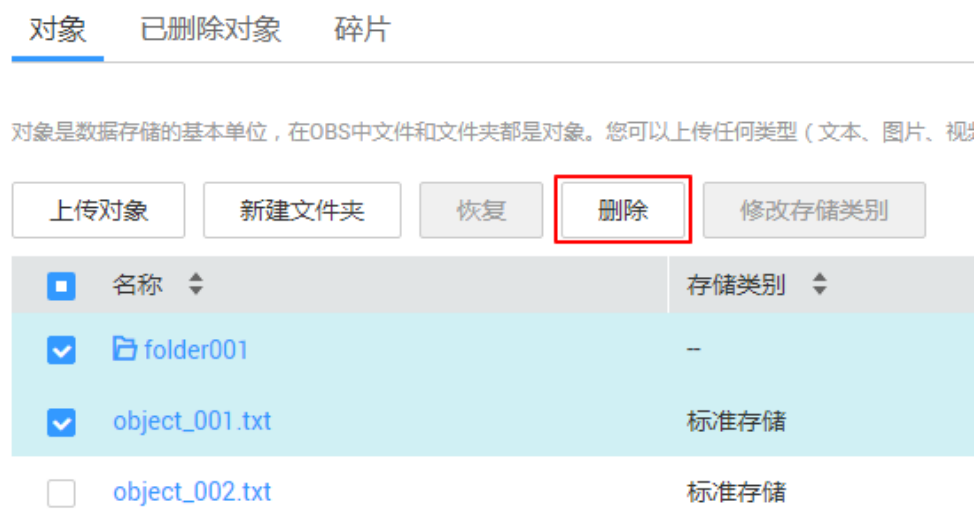 对象 已删除对象 碎片
对象是数据存储的基本单位，在OBS中文件和文件夹都是对象。您可以上传任何类型（文本、图片、视频
上传对象 新建文件夹 恢复 删除 修改存储类别
名称 存储类别
folder001 --
object_001.txt 标准存储
object_002.txt 标准存储